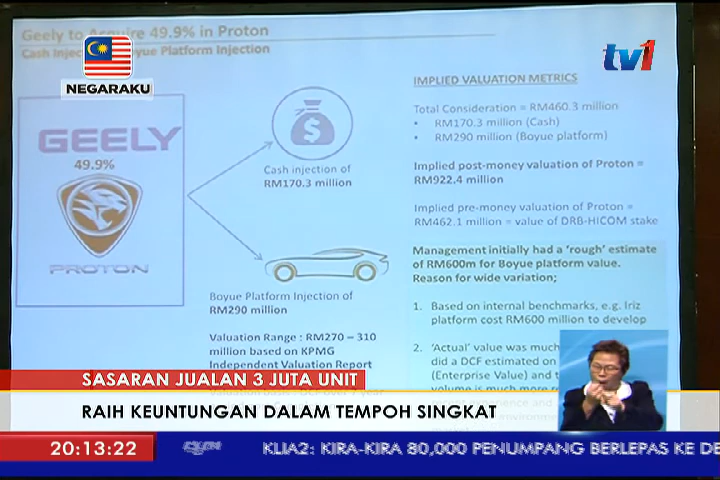 Geely to Acquire 49.9% in Proton
Cash Injection Boyue Platform Injection
NEGARAKU
tv1
GEELY
49.9%
PROTON
Cash injection of
RM170.3 million
Boyue Platform Injection of
RM290 million
Valuation Range : RM270 – 310
million based on KPMG
Independent Valuation Report
IMPLIED VALUATION METRICS
Total Consideration = RM460.3 million
• RM170.3 million (Cash)
• RM290 million (Boyue platform)
Implied post-money valuation of Proton =
RM922.4 million
Implied pre-money valuation of Proton =
RM462.1 million = value of DRB-HICOM stake
Management initially had a 'rough' estimate
of RM600m for Boyue platform value.
Reason for wide variation;
1. Based on internal benchmarks, e.g. Iriz
platform cost RM600 million to develop
2. 'Actual' value was much
did a DCF estimated on
(Enterprise Value) and
volume is much more
SASARAN JUALAN 3 JUTA UNIT
RAIH KEUNTUNGAN DALAM TEMPOH SINGKAT
20:13:22
KLIA2: KIRA-KIRA 80,000 PENUMPANG BERLEPAS KE DE